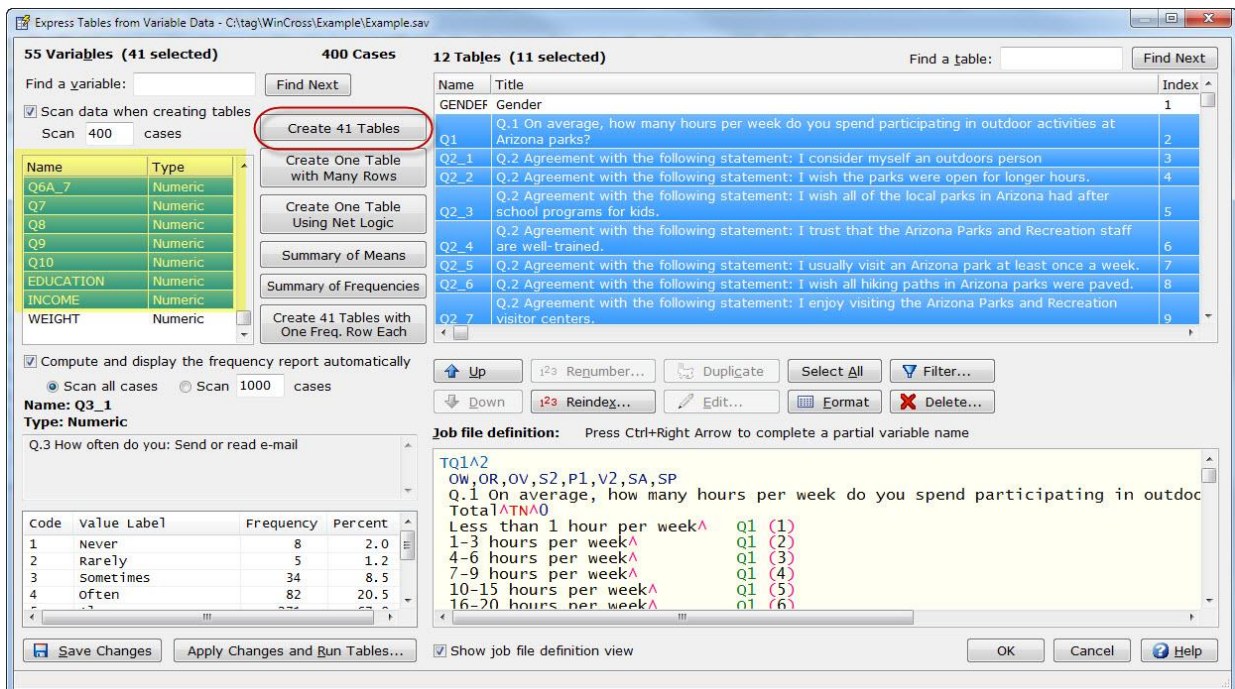 Express Tables from Variable Data - C:\tag\WinCross\Example\Example.sav
55 Variables (41 selected)
400 Cases
Find a variable:
Find Next
Scan data when creating tables
Scan 400 cases
Name Type
Q6A_7 Numeric
Q7 Numeric
Q8 Numeric
Q9 Numeric
Q10 Numeric
EDUCATION Numeric
INCOME Numeric
WEIGHT Numeric
Create 41 Tables
Create One Table
with Many Rows
Create One Table
Using Net Logic
Summary of Means
Summary of Frequencies
Create 41 Tables with
One Freq. Row Each
Compute and display the frequency report automatically
Scan all cases Scan 1000 cases
Name: Q3_1
Type: Numeric
Q.3 How often do you: Send or read e-mail
Code Value Label Frequency Percent
1 Never 8 2.0
2 Rarely 5 1.2
3 Sometimes 34 8.5
4 Often 82 20.5
Save Changes
Apply Changes and Run Tables...
12 Tables (11 selected)
Find a table:
Find Next
Name Title Index
GENDER Gender 1
Q.1 On average, how many hours per week do you spend participating in outdoor activities at
Q1 Arizona parks? 2
Q2_1 Q.2 Agreement with the following statement: I consider myself an outdoors person 3
Q2_2 Q.2 Agreement with the following statement: I wish the parks were open for longer hours. 4
Q.2 Agreement with the following statement: I wish all of the local parks in Arizona had after
Q2_3 school programs for kids. 5
Q.2 Agreement with the following statement: I trust that the Arizona Parks and Recreation staff
Q2_4 are well-trained. 6
Q2_5 Q.2 Agreement with the following statement: I usually visit an Arizona park at least once a week. 7
Q2_6 Q.2 Agreement with the following statement: I wish all hiking paths in Arizona parks were paved. 8
Q.2 Agreement with the following statement: I enjoy visiting the Arizona Parks and Recreation
Q2_7 visitor centers. 9
Up 123 Renumber... Duplicate Select All Filter...
Down 123 Reindex... Edit... Format Delete...
Job file definition: Press Ctrl+Right Arrow to complete a partial variable name
TQ1^2
OW,OR,OV,S2,P1,V2,SA,SP
Q.1 On average, how many hours per week do you spend participating in outdoc
Total^TN^0
Less than 1 hour per week^ Q1 (1)
1-3 hours per week^ Q1 (2)
4-6 hours per week^ Q1 (3)
7-9 hours per week^ Q1 (4)
10-15 hours per week^ Q1 (5)
16-20 hours per week^ Q1 (6)
Show job file definition view
OK
Cancel
Help